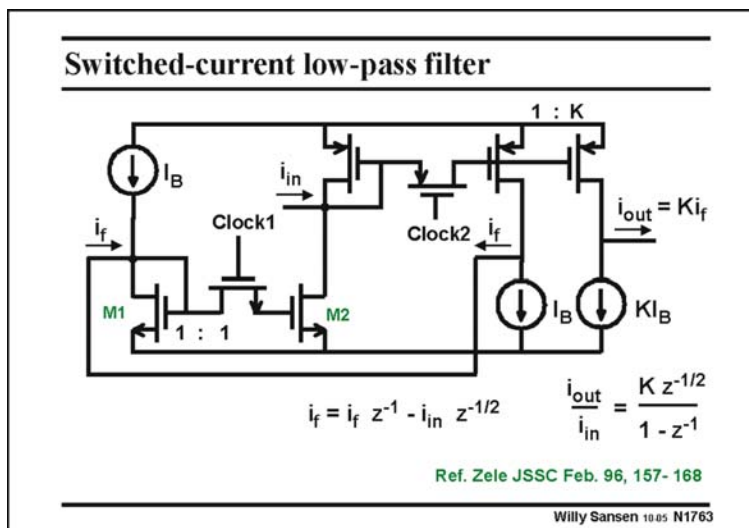 Switched-current low-pass filter
1 : K
I_B
i_in
i_out = Ki_f
i_f
Clock1
Clock2
i_f
M1
1 : 1
M2
I_B
KI_B
i_f = i_f z^-1 - i_in z^-1/2
i_out / i_in = K z^-1/2 / 1 - z^-1
Ref. Zele JSSC Feb. 96, 157- 168
Willy Sansen 10-05 N1763